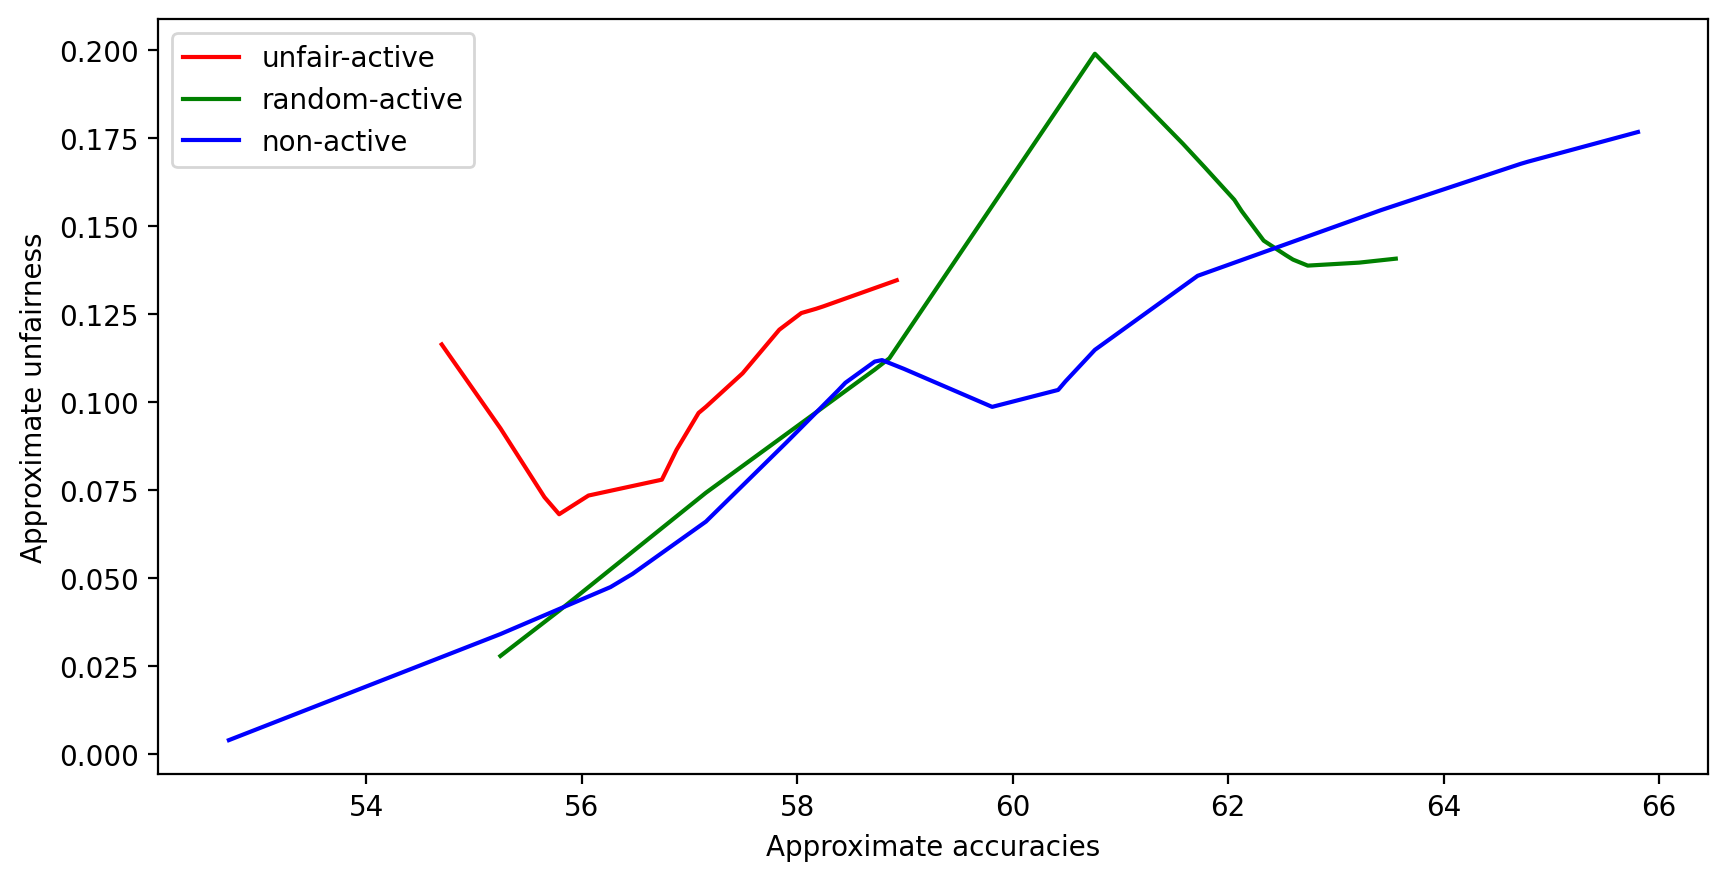 unfair-active
random-active
non-active
0.200
0.175
0.150
0.125
0.100
0.075
0.050
0.025
0.000
Approximate unfairness
54 56 58 60 62 64 66
Approximate accuracies